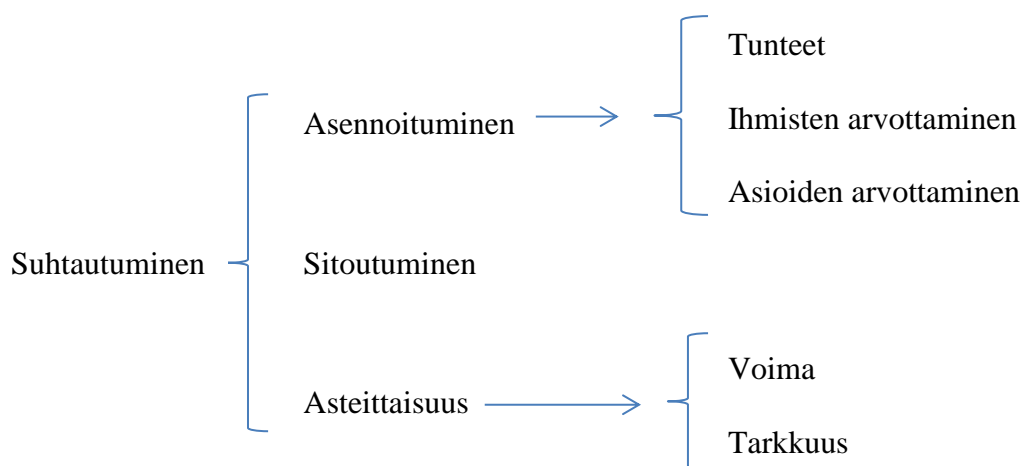 Tunteet
Asennoituminen
Ihmisten arvottaminen
Asioiden arvottaminen
Suhtautuminen
Sitoutuminen
Voima
Asteittaisuus
Tarkkuus